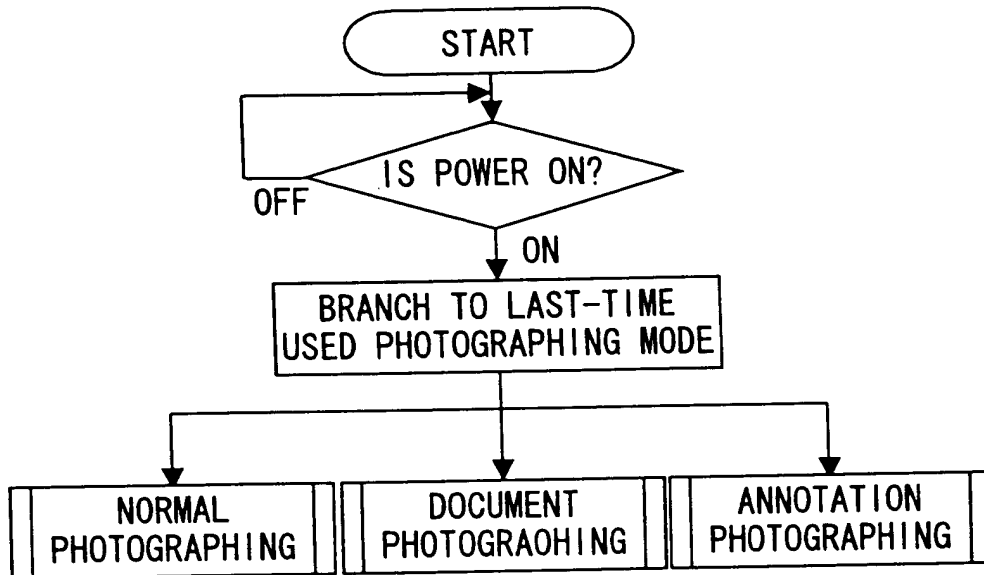 START
IS POWER ON?
OFF
ON
BRANCH TO LAST-TIME
USED PHOTOGRAPHING MODE
NORMAL
PHOTOGRAPHING
DOCUMENT
PHOTOGRAOHING
ANNOTATION
PHOTOGRAPHING